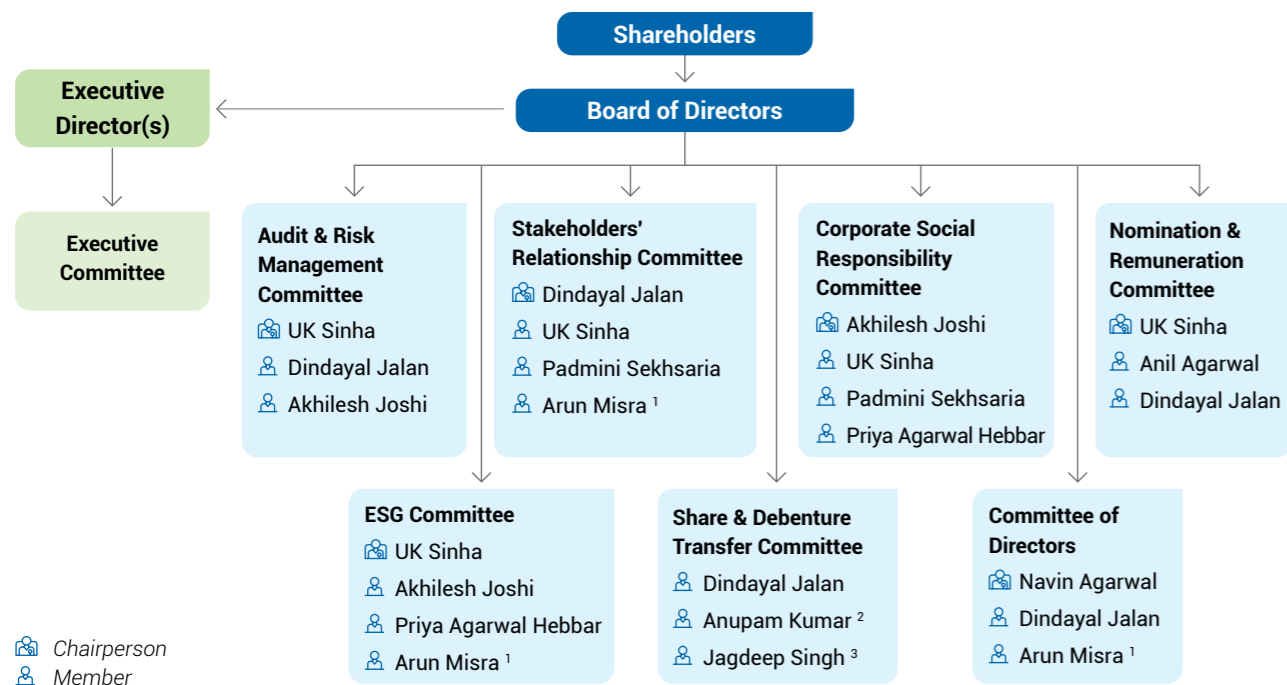 Shareholders
Board of Directors
Executive
Director(s)
Executive
Committee
Audit & Risk
Management
Committee
UK Sinha
Dindayal Jalan
Akhilesh Joshi
Stakeholders'
Relationship Committee
Dindayal Jalan
UK Sinha
Padmini Sekhsaria
Arun Misra ¹
Corporate Social
Responsibility
Committee
Akhilesh Joshi
UK Sinha
Padmini Sekhsaria
Priya Agarwal Hebbar
Nomination &
Remuneration
Committee
UK Sinha
Anil Agarwal
Dindayal Jalan
ESG Committee
UK Sinha
Akhilesh Joshi
Priya Agarwal Hebbar
Arun Misra ¹
Share & Debenture
Transfer Committee
Dindayal Jalan
Anupam Kumar ²
Jagdeep Singh ³
Committee of
Directors
Navin Agarwal
Dindayal Jalan
Arun Misra ¹
Chairperson
Member